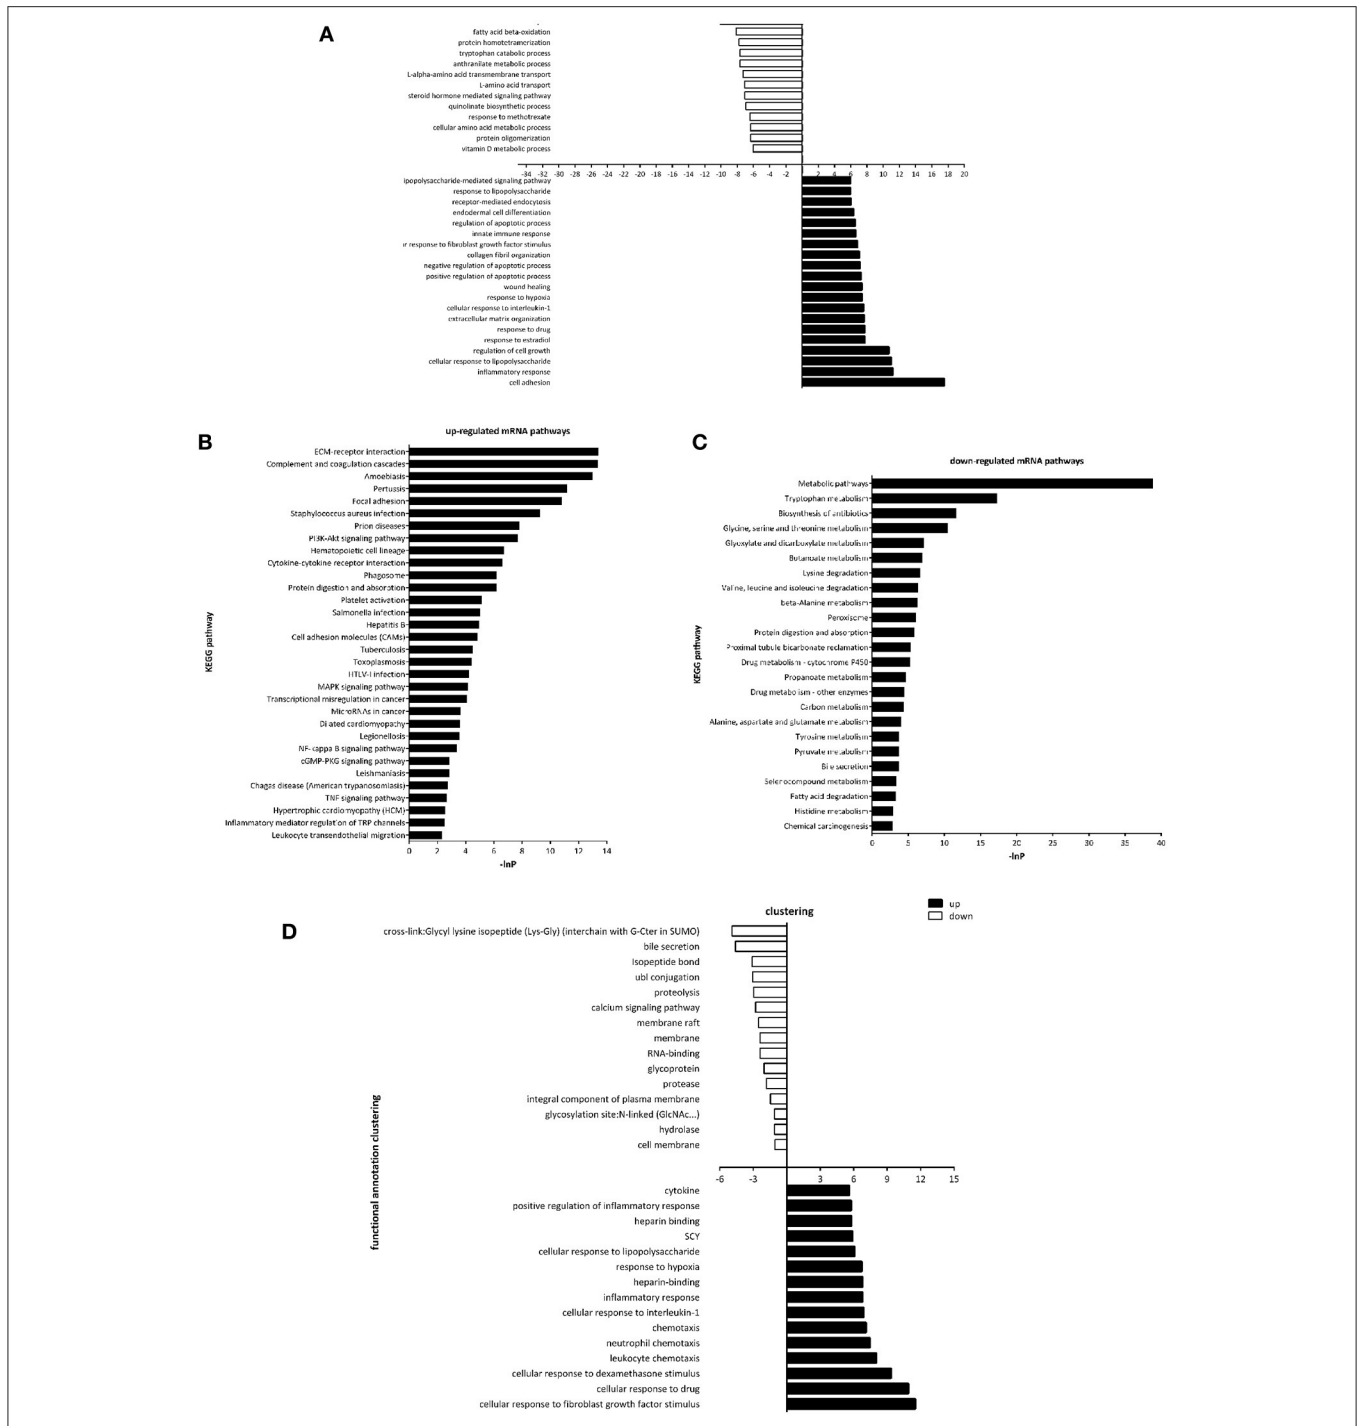 A
fatty acid beta-oxidation
protein homotetramerization
tryptophan catabolic process
anthranilate metabolic process
L-alpha-amino acid transmembrane transport
L-amino acid transport
steroid hormone mediated signaling pathway
quinolinate biosynthetic process
response to methotrexate
cellular amino acid metabolic process
protein oligomerization
vitamin D metabolic process
-34 -32 -30 -28 -26 -24 -22 -20 -18 -16 -14 -12 -10 -8 -6 -4 -2 2 4 6 8 10 12 14 16 18 20
ipopolysaccharide-mediated signaling pathway
response to lipopolysaccharide
receptor-mediated endocytosis
endodermal cell differentiation
regulation of apoptotic process
innate immune response
r response to fibroblast growth factor stimulus
collagen fibril organization
negative regulation of apoptotic process
positive regulation of apoptotic process
wound healing
response to hypoxia
cellular response to interleukin-1
extracellular matrix organization
response to drug
response to estradiol
regulation of cell growth
cellular response to lipopolysaccharide
inflammatory response
cell adhesion
B
up-regulated mRNA pathways
KEGG pathway
ECM-receptor interaction
Complement and coagulation cascades
Amoebiasis
Pertussis
Focal adhesion
Staphylococcus aureus infection
Prion diseases
PI3K-Akt signaling pathway
Hematopoietic cell lineage
Cytokine-cytokine receptor interaction
Phagosome
Protein digestion and absorption
Platelet activation
Salmonella infection
Hepatitis B
Cell adhesion molecules (CAMs)
Tuberculosis
Toxoplasmosis
HTLV-I infection
MAPK signaling pathway
Transcriptional misregulation in cancer
MicroRNAs in cancer
Dilated cardiomyopathy
Legionellosis
NF-kappa B signaling pathway
cGMP-PKG signaling pathway
Leishmaniasis
Chagas disease (American trypanosomiasis)
TNF signaling pathway
Hypertrophic cardiomyopathy (HCM)
Inflammatory mediator regulation of TRP channels
Leukocyte transendothelial migration
0 2 4 6 8 10 12 14
-lnP
C
down-regulated mRNA pathways
KEGG pathway
Metabolic pathways
Tryptophan metabolism
Biosynthesis of antibiotics
Glycine, serine and threonine metabolism
Glyoxylate and dicarboxylate metabolism
Butanoate metabolism
Lysine degradation
Valine, leucine and isoleucine degradation
beta-Alanine metabolism
Peroxisome
Protein digestion and absorption
Proximal tubule bicarbonate reclamation
Drug metabolism - cytochrome P450
Propanoate metabolism
Drug metabolism - other enzymes
Carbon metabolism
Alanine, aspartate and glutamate metabolism
Tyrosine metabolism
Pyruvate metabolism
Bile secretion
Selenocompound metabolism
Fatty acid degradation
Histidine metabolism
Chemical carcinogenesis
0 5 10 15 20 25 30 35 40
-lnP
D
clustering
up
down
functional annotation clustering
cross-link:Glycyl lysine isopeptide (Lys-Gly) (interchain with G-Cter in SUMO)
bile secretion
Isopeptide bond
ubl conjugation
proteolysis
calcium signaling pathway
membrane raft
membrane
RNA-binding
glycoprotein
protease
integral component of plasma membrane
glycosylation site:N-linked (GlcNAc...)
hydrolase
cell membrane
-6 -3 3 6 9 12 15
cytokine
positive regulation of inflammatory response
heparin binding
SCY
cellular response to lipopolysaccharide
response to hypoxia
heparin-binding
inflammatory response
cellular response to interleukin-1
chemotaxis
neutrophil chemotaxis
leukocyte chemotaxis
cellular response to dexamethasone stimulus
cellular response to drug
cellular response to fibroblast growth factor stimulus